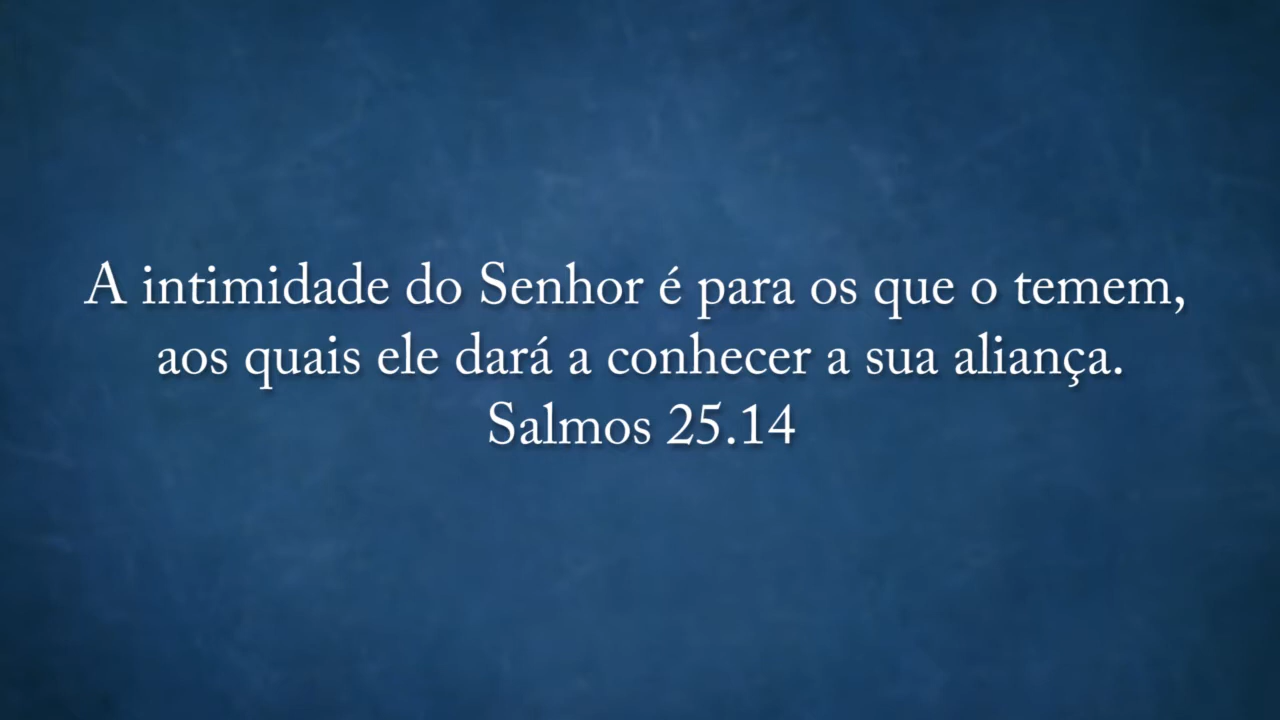 A intimidade do Senhor é para os que o temem,
aos quais ele dará a conhecer a sua aliança.
Salmos 25.14